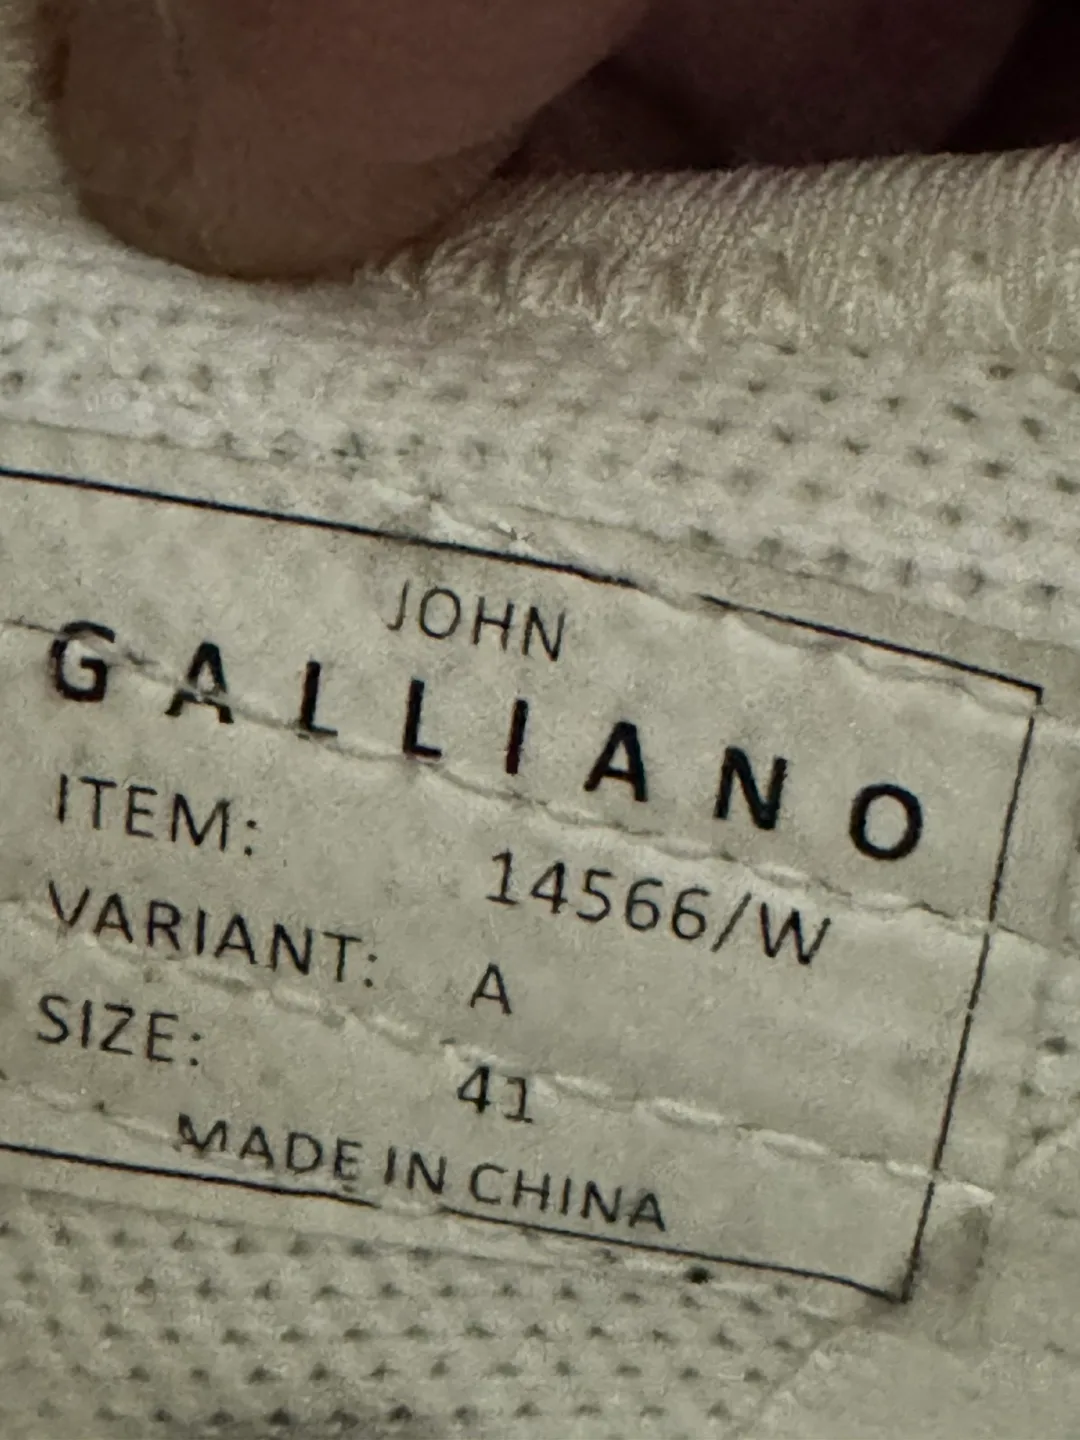 JOHN
GALLIANO
ITEM: 14566/W
VARIANT: A
SIZE: 41
MADE IN CHINA